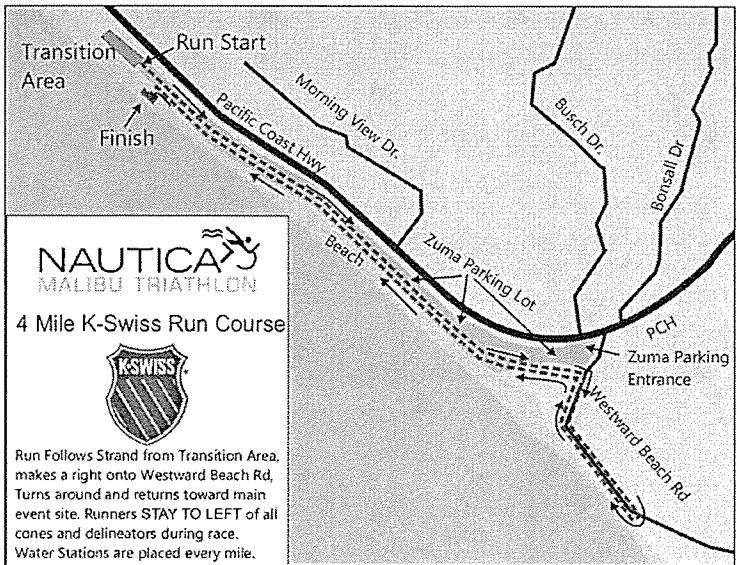 Transition
Area
Run Start
Finish
Pacific Coast Hwy
Morning View Dr.
Busch Dr.
Bonsall Dr
Beach
Zuma Parking Lot
PCH
Zuma Parking
Entrance
Westward Beach Rd
NAUTICA
MALIBU TRIATHLON
4 Mile K-Swiss Run Course
K·SWISS
Run Follows Strand from Transition Area,
makes a right onto Westward Beach Rd,
Turns around and returns toward main
event site. Runners STAY TO LEFT of all
cones and delineators during race.
Water Stations are placed every mile.